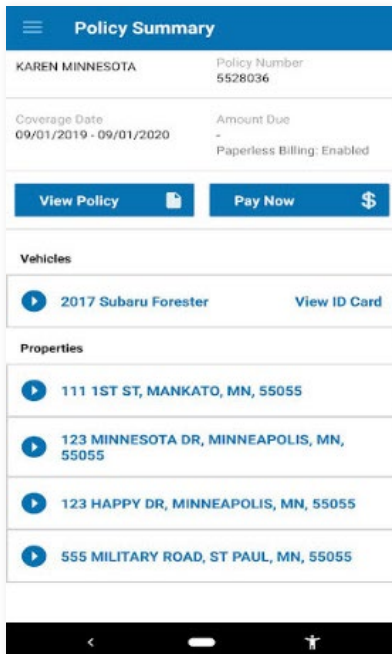 Policy Summary
KAREN MINNESOTA
Policy Number
5528036
Coverage Date
09/01/2019 - 09/01/2020
Amount Due
-
Paperless Billing: Enabled
View Policy
Pay Now $
Vehicles
2017 Subaru Forester View ID Card
Properties
111 1ST ST, MANKATO, MN, 55055
123 MINNESOTA DR, MINNEAPOLIS, MN,
55055
123 HAPPY DR, MINNEAPOLIS, MN, 55055
555 MILITARY ROAD, ST PAUL, MN, 55055